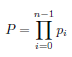 P = \prod_{i=0}^{n-1} p_i